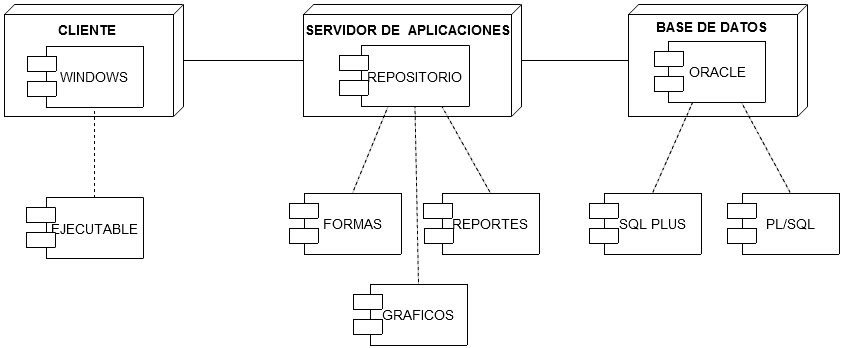 CLIENTE
SERVIDOR DE APLICACIONES
BASE DE DATOS
WINDOWS
REPOSITORIO
ORACLE
EJECUTABLE
FORMAS
REPORTES
SQL PLUS
PL/SQL
GRAFICOS